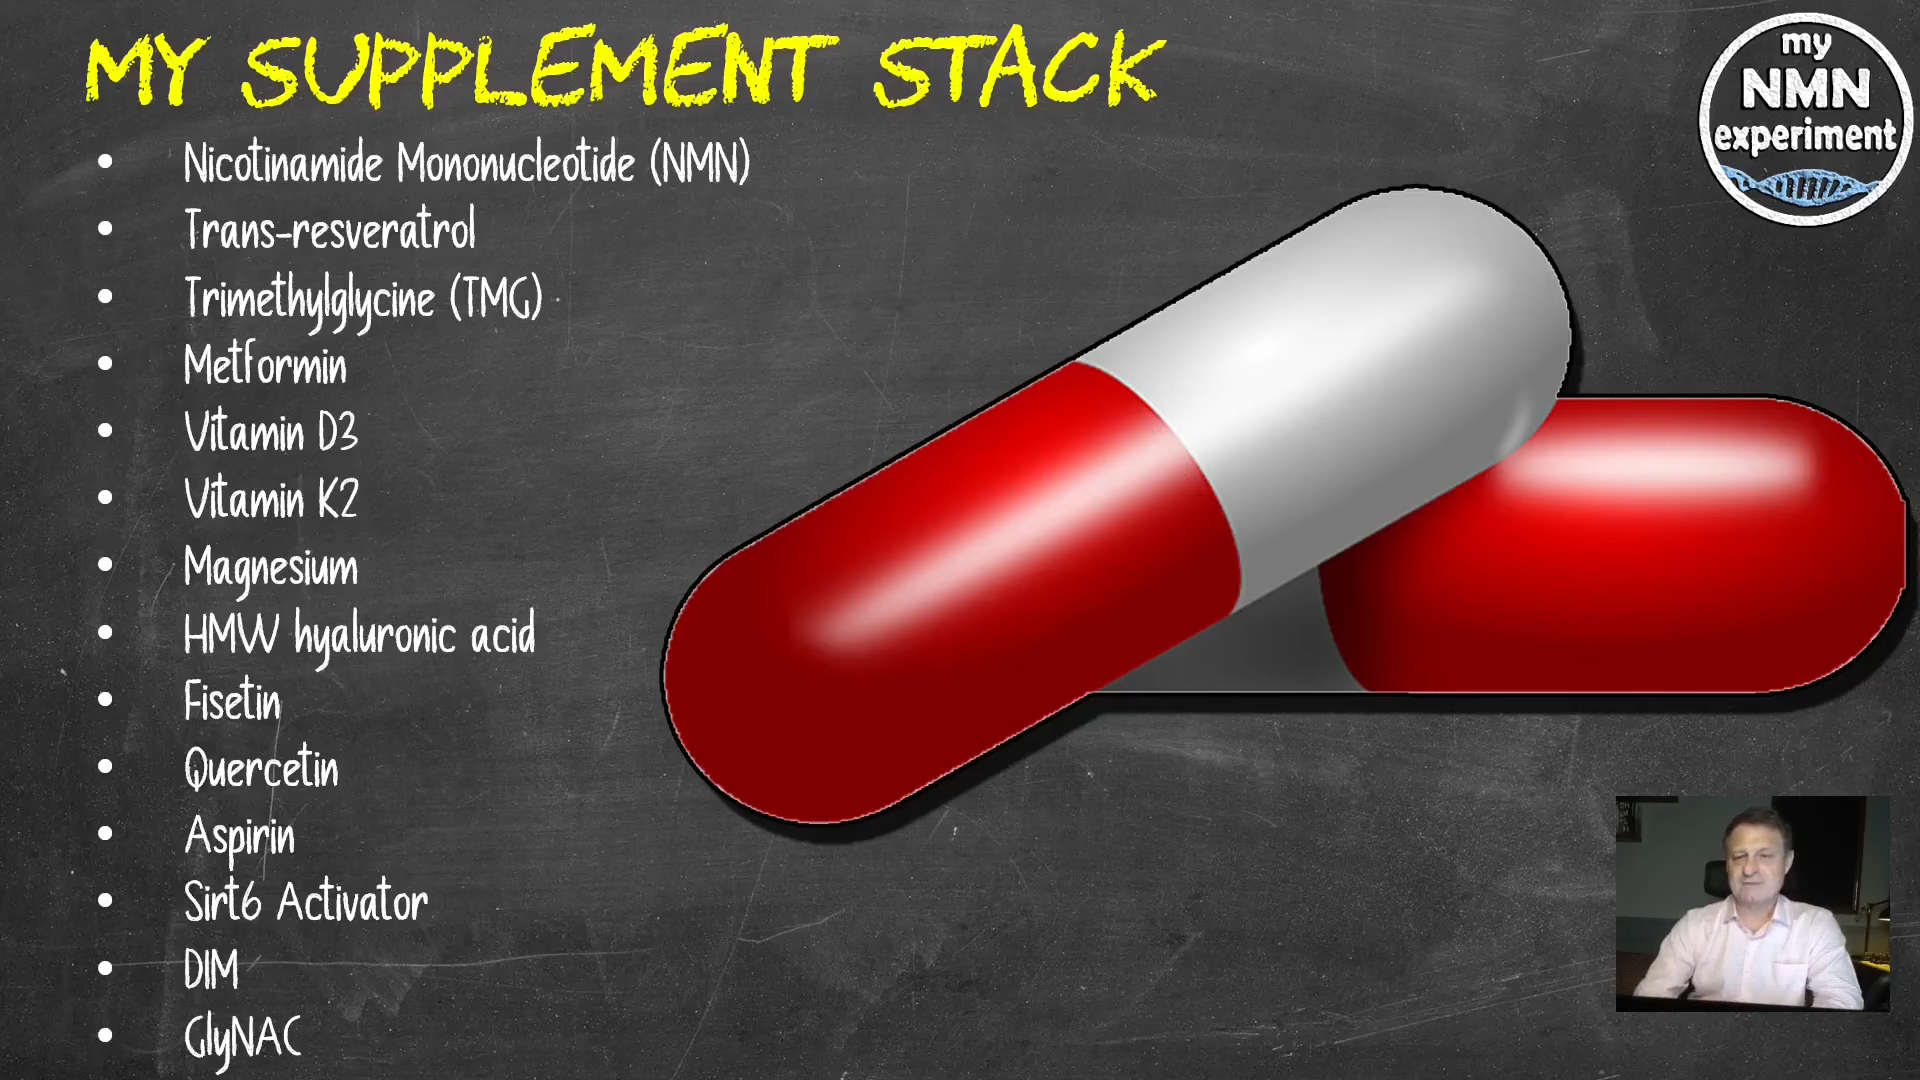 MY SUPPLEMENT STACK
my
NMN
experiment
• Nicotinamide Mononucleotide (NMN)
• Trans-resveratrol
• Trimethylglycine (TMG)
• Metformin
• Vitamin D3
• Vitamin K2
• Magnesium
• HMW hyaluronic acid
• Fisetin
• Quercetin
• Aspirin
• Sirt6 Activator
• DIM
• GlyNAC